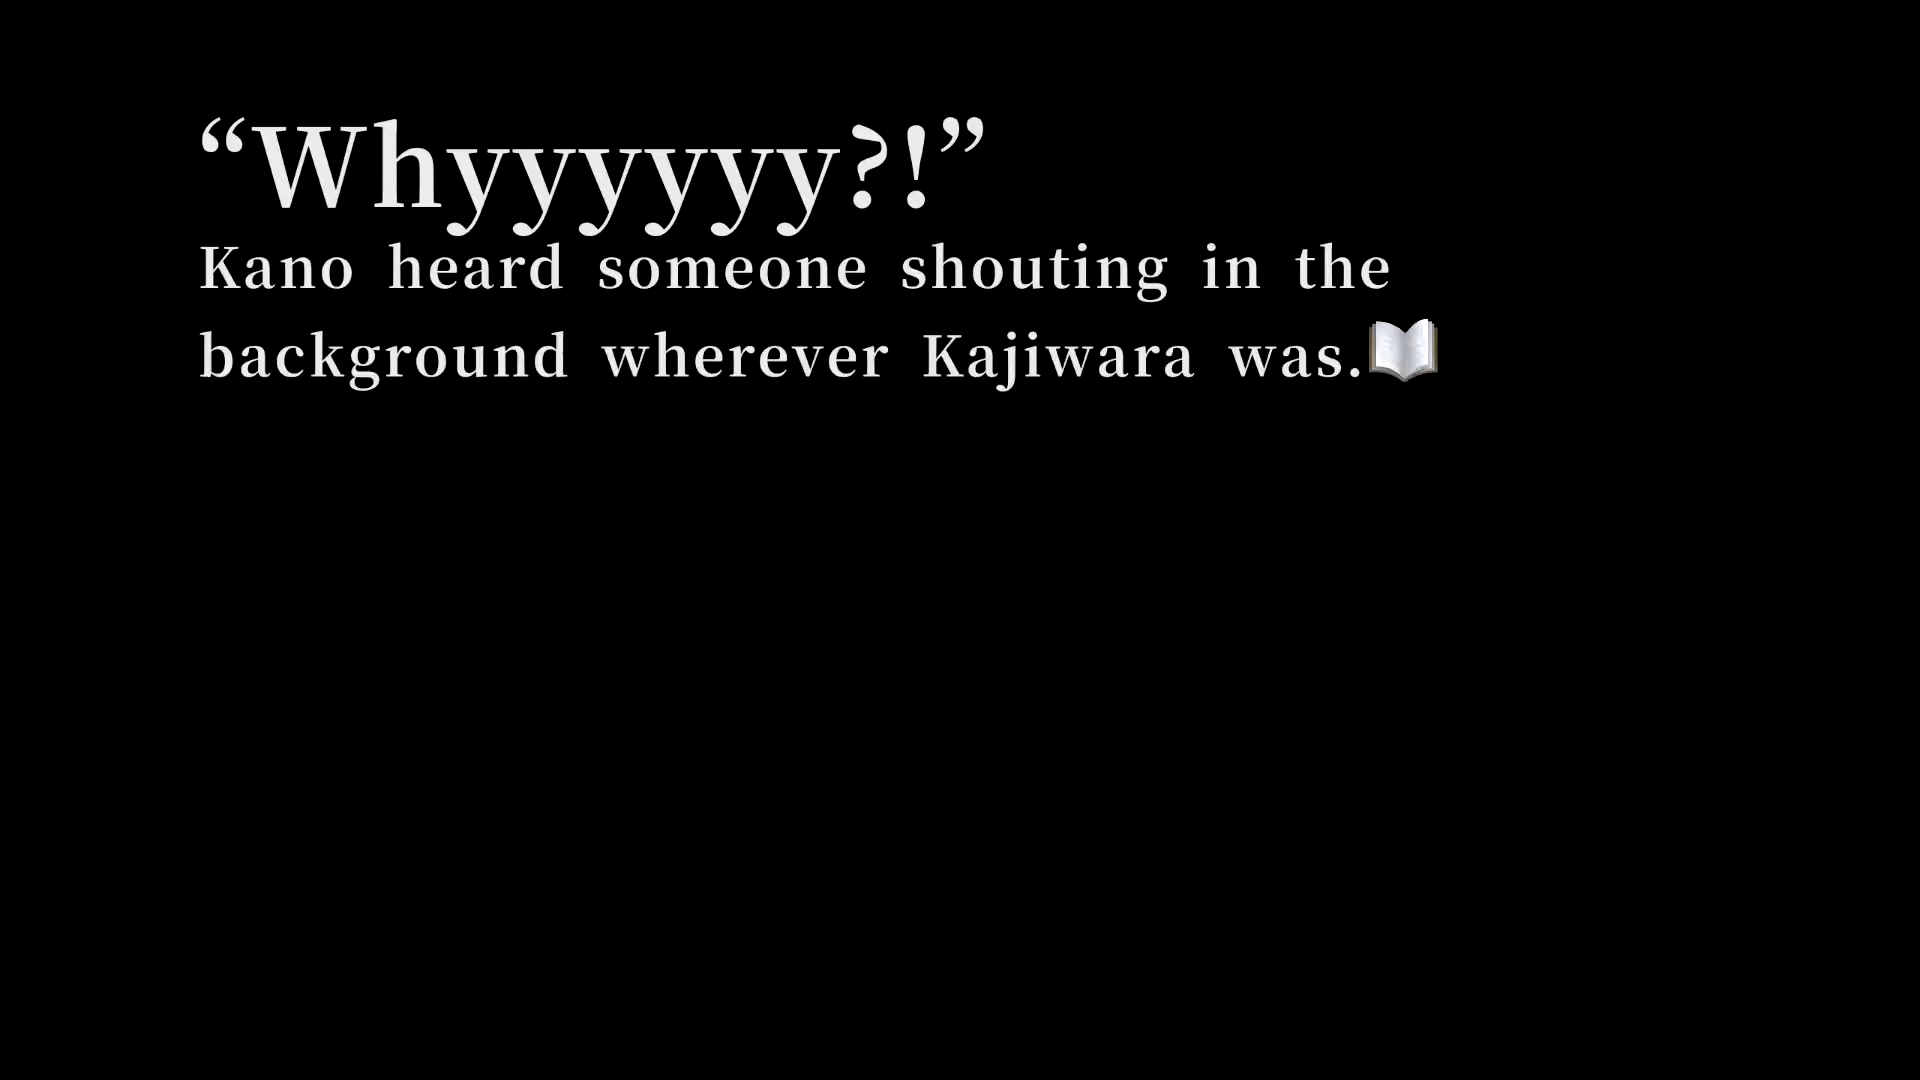 “Whyyyyyy?!”
Kano heard someone shouting in the
background wherever Kajiwara was.